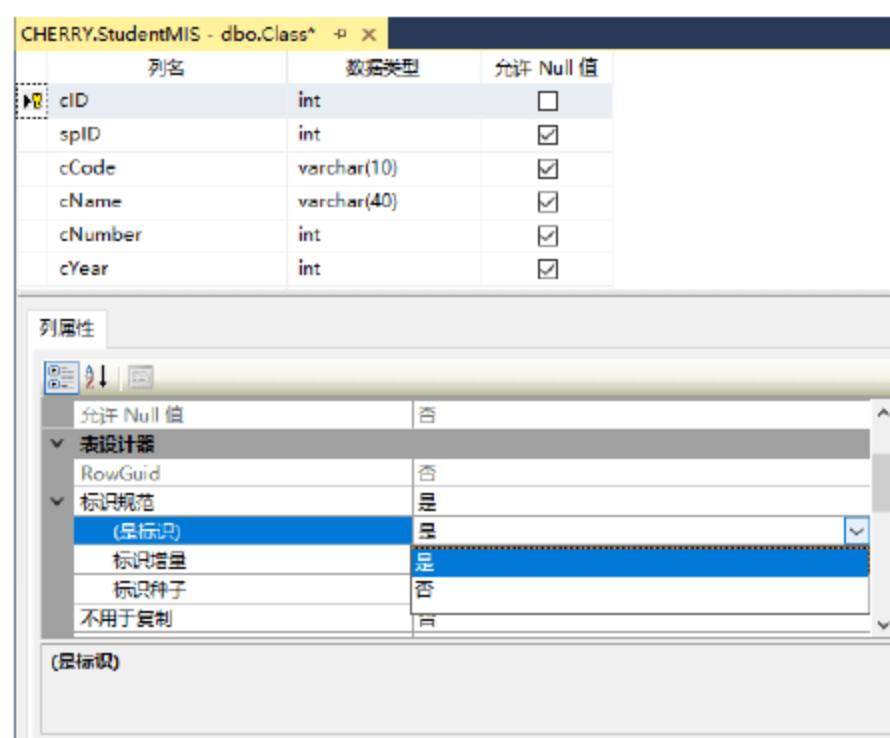 CHERRY.StudentMIS - dbo.Class*
列名 数据类型 允许 Null 值
cID int
spID int
cCode varchar(10)
cName varchar(40)
cNumber int
cYear int
列属性
允许 Null 值 否
表设计器
RowGuid 否
标识规范 是
(是标识) 是
标识增量 是
标识种子 否
不用于复制 否
(是标识)